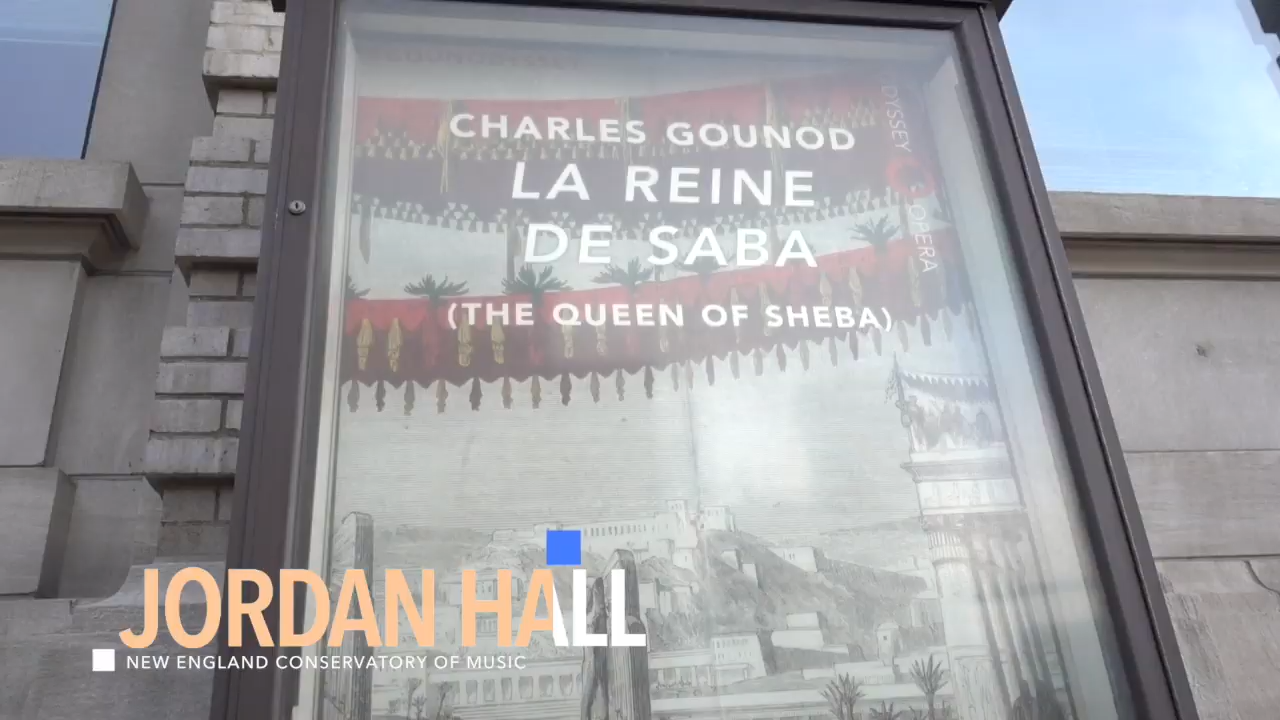 CHARLES GOUNOD
LA REINE
DE SABA
(THE QUEEN OF SHEBA)
ODYSSEY OPERA
JORDAN HALL
NEW ENGLAND CONSERVATORY OF MUSIC